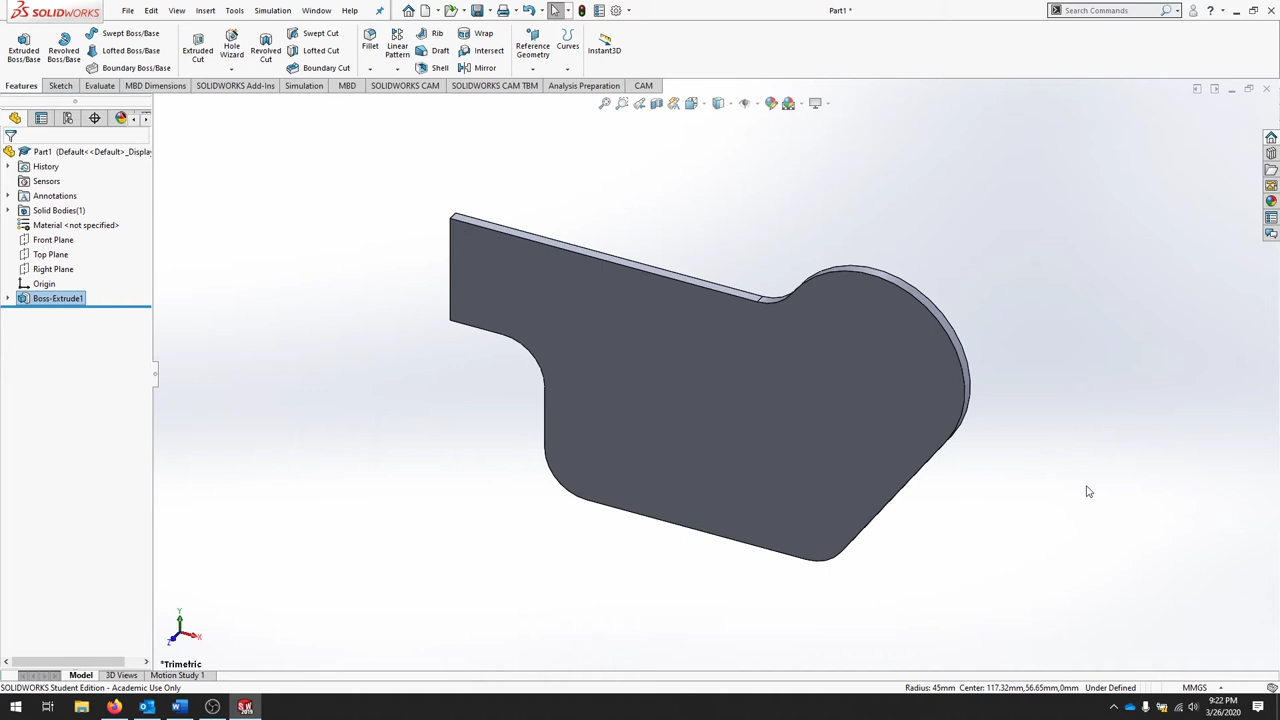 SOLIDWORKS
File Edit View Insert Tools Simulation Window Help
Part1 *
Search Commands
Extruded Boss/Base
Revolved Boss/Base
Swept Boss/Base
Lofted Boss/Base
Boundary Boss/Base
Extruded Cut
Hole Wizard
Revolved Cut
Swept Cut
Lofted Cut
Boundary Cut
Fillet
Linear Pattern
Rib
Draft
Shell
Wrap
Intersect
Mirror
Reference Geometry
Curves
Instant3D
Features Sketch Evaluate MBD Dimensions SOLIDWORKS Add-Ins Simulation MBD SOLIDWORKS CAM SOLIDWORKS CAM TBM Analysis Preparation CAM
Part1 (Default<<Default>_Display
History
Sensors
Annotations
Solid Bodies(1)
Material <not specified>
Front Plane
Top Plane
Right Plane
Origin
Boss-Extrude1
Y
X
Z
*Trimetric
Model 3D Views Motion Study 1
SOLIDWORKS Student Edition - Academic Use Only
Radius: 45mm Center: 117.32mm,56.65mm,0mm Under Defined MMGS
9:22 PM
3/26/2020